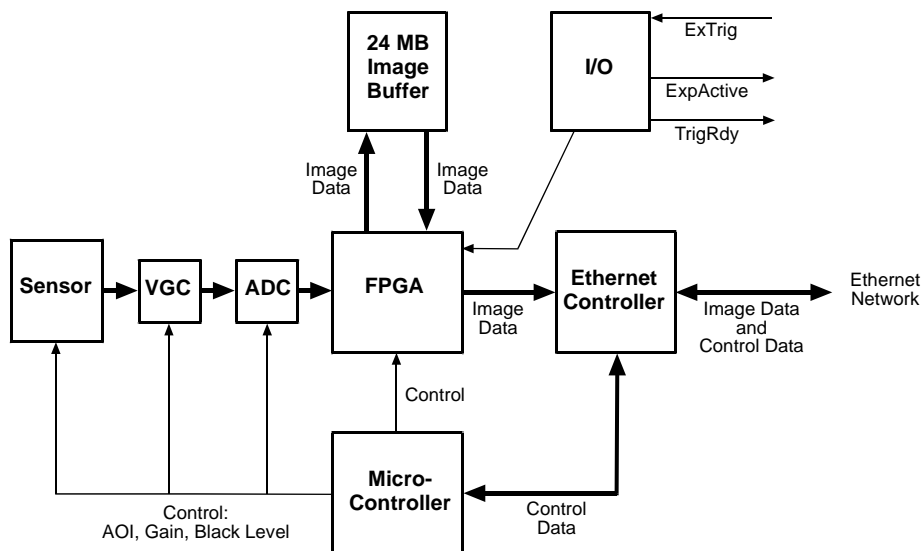 24 MB
Image
Buffer
I/O
ExTrig
ExpActive
TrigRdy
Image
Data
Image
Data
Sensor
VGC
ADC
FPGA
Image
Data
Ethernet
Controller
Image Data
and
Control Data
Ethernet
Network
Control
Micro-
Controller
Control
Data
Control:
AOI, Gain, Black Level